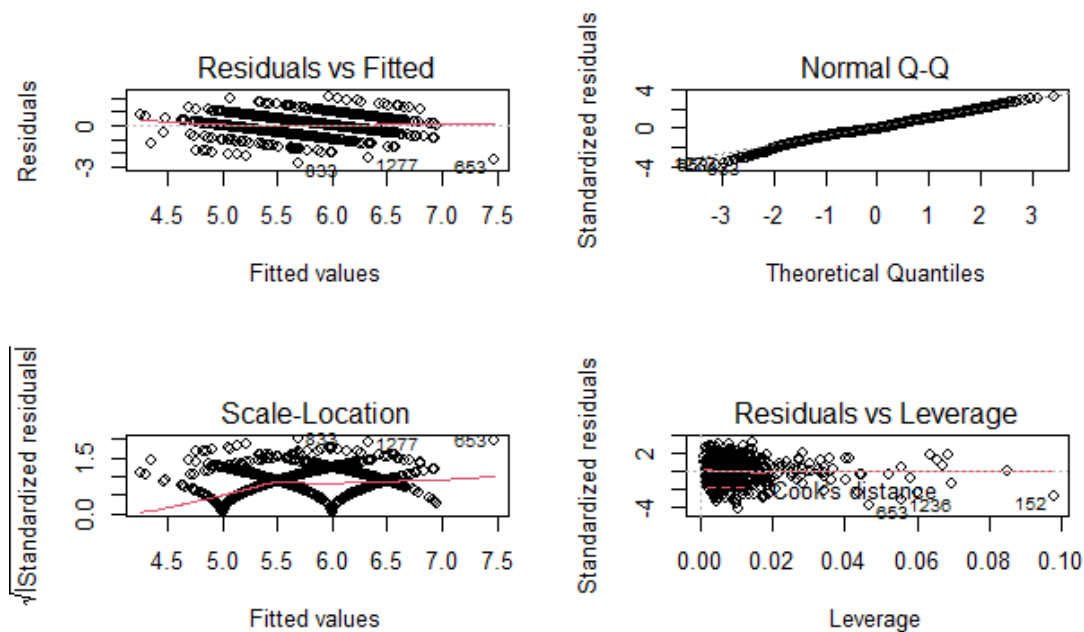 Residuals vs Fitted
Residuals
0
-3
833
1277
653
4.5 5.0 5.5 6.0 6.5 7.0 7.5
Fitted values
Normal Q-Q
Standardized residuals
4
0
-4
-3 -2 -1 0 1 2 3
Theoretical Quantiles
Scale-Location
√|Standardized residuals|
1.5
0.0
833
1277
653
4.5 5.0 5.5 6.0 6.5 7.0 7.5
Fitted values
Residuals vs Leverage
Standardized residuals
2
-4
Cook's distance
653
1236
152
0.00 0.02 0.04 0.06 0.08 0.10
Leverage